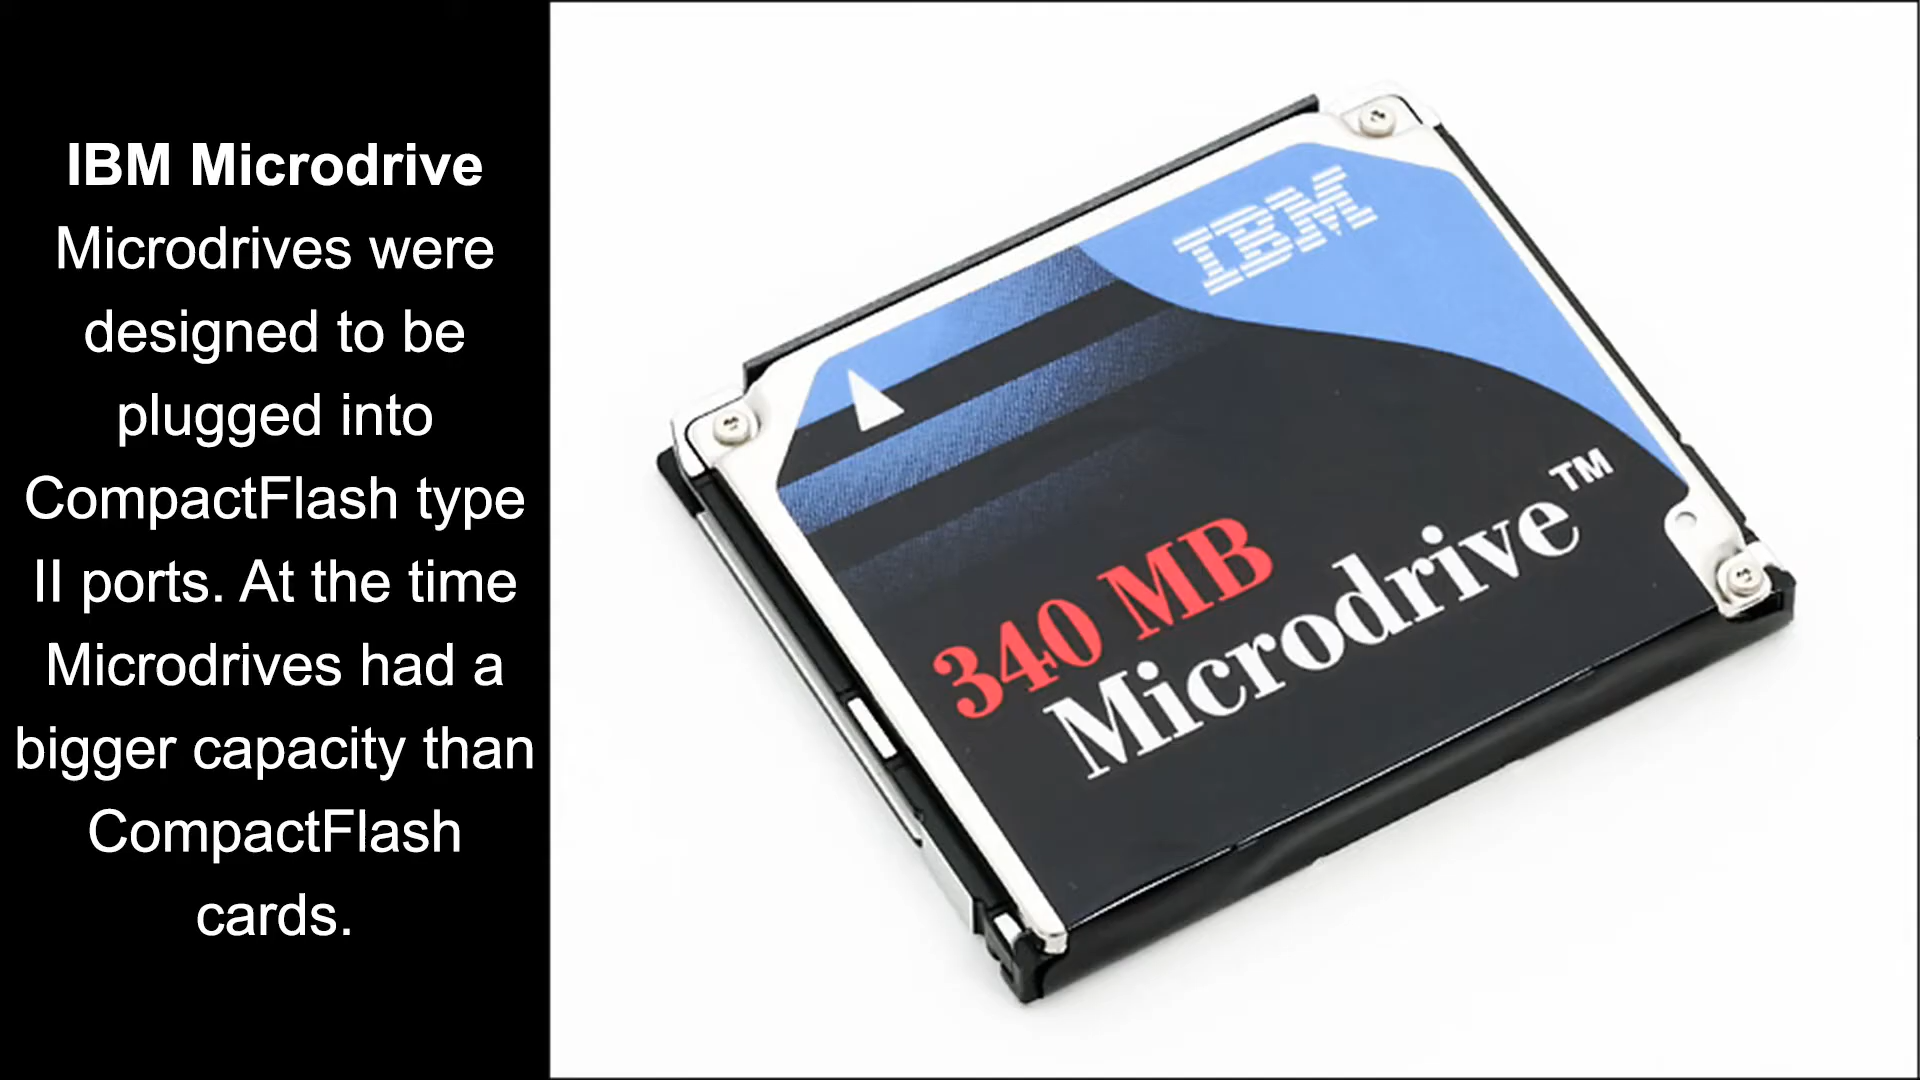 IBM Microdrive
Microdrives were
designed to be
plugged into
CompactFlash type
II ports. At the time
Microdrives had a
bigger capacity than
CompactFlash
cards.
IBM
340 MB
Microdrive™